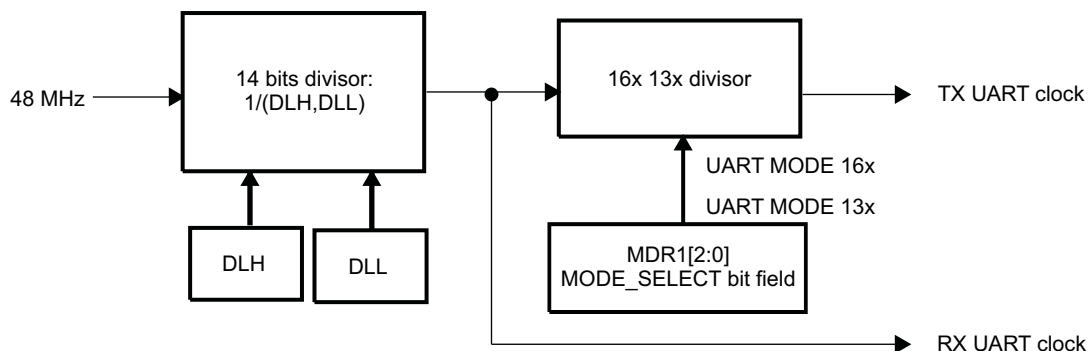 48 MHz
14 bits divisor:
1/(DLH,DLL)
16x 13x divisor
TX UART clock
UART MODE 16x
UART MODE 13x
DLH
DLL
MDR1[2:0]
MODE_SELECT bit field
RX UART clock